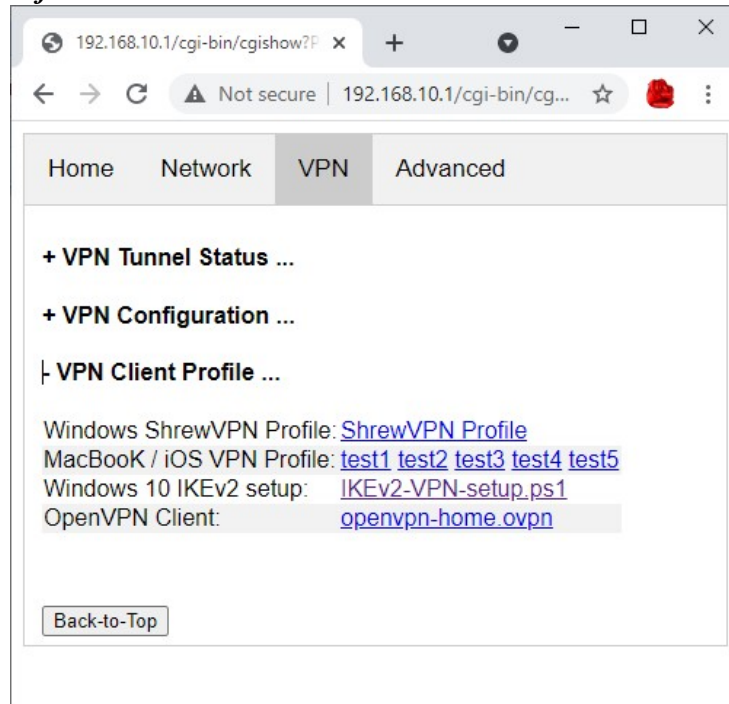 192.168.10.1/cgi-bin/cgishow?P
Not secure | 192.168.10.1/cgi-bin/cg...
Home Network VPN Advanced
+ VPN Tunnel Status ...
+ VPN Configuration ...
- VPN Client Profile ...
Windows ShrewVPN Profile: ShrewVPN Profile
MacBooK / iOS VPN Profile: test1 test2 test3 test4 test5
Windows 10 IKEv2 setup: IKEv2-VPN-setup.ps1
OpenVPN Client: openvpn-home.ovpn
Back-to-Top